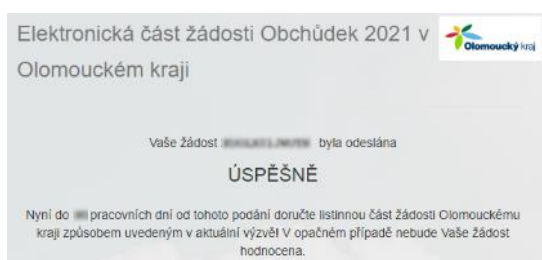 Elektronická část žádosti Obchůdek 2021 v
Olomouckém kraji
Olomoucký kraj
Vaše žádost byla odeslána
ÚSPĚŠNĚ
Nyní do pracovních dní od tohoto podání doručte listinnou část žádosti Olomouckému
kraji způsobem uvedeným v aktuální výzvě! V opačném případě nebude Vaše žádost
hodnocena.